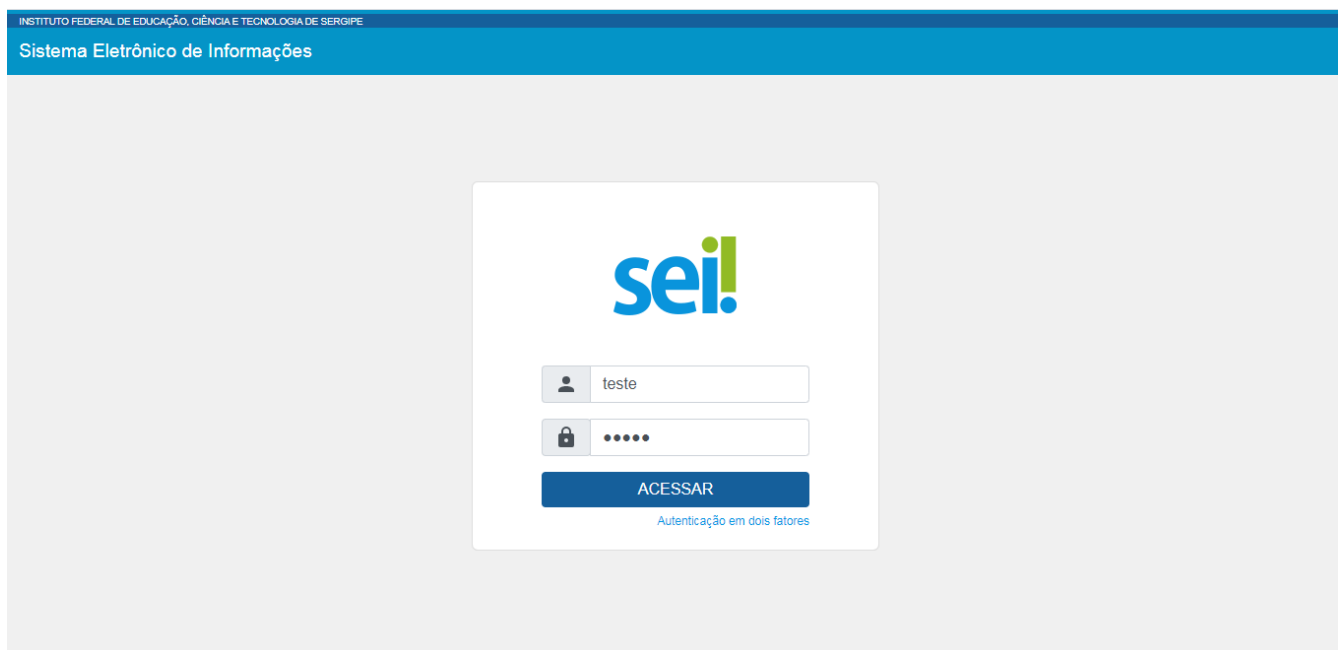 INSTITUTO FEDERAL DE EDUCAÇÃO, CIÊNCIA E TECNOLOGIA DE SERGIPE
Sistema Eletrônico de Informações
sei!
teste
•••••
ACESSAR
Autenticação em dois fatores